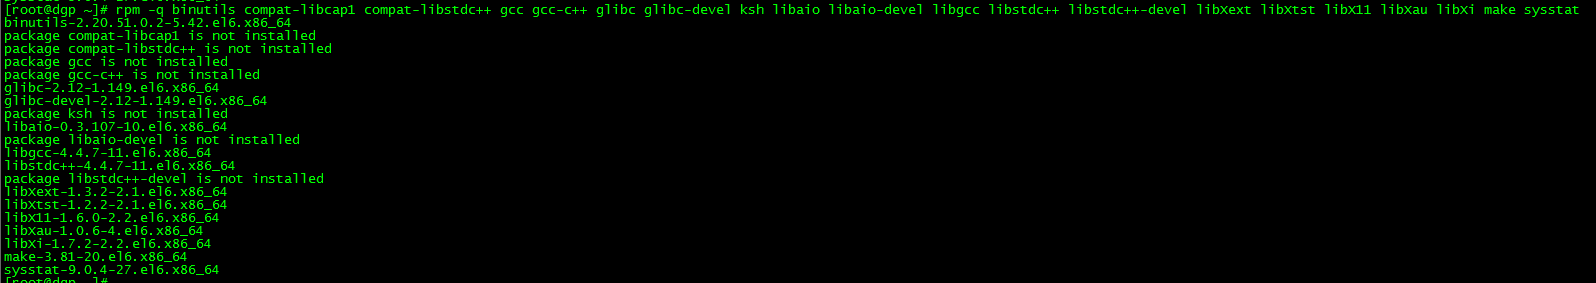 [root@dgp ~]# rpm -q binutils compat-libcap1 compat-libstdc++ gcc gcc-c++ glibc glibc-devel ksh libaio libaio-devel libgcc libstdc++ libstdc++-devel libXext libXtst libX11 libXau libXi make sysstat
binutils-2.20.51.0.2-5.42.el6.x86_64
package compat-libcap1 is not installed
package compat-libstdc++ is not installed
package gcc is not installed
package gcc-c++ is not installed
glibc-2.12-1.149.el6.x86_64
glibc-devel-2.12-1.149.el6.x86_64
package ksh is not installed
libaio-0.3.107-10.el6.x86_64
package libaio-devel is not installed
libgcc-4.4.7-11.el6.x86_64
libstdc++-4.4.7-11.el6.x86_64
package libstdc++-devel is not installed
libXext-1.3.2-2.1.el6.x86_64
libXtst-1.2.2-2.1.el6.x86_64
libX11-1.6.0-2.2.el6.x86_64
libXau-1.0.6-4.el6.x86_64
libXi-1.7.2-2.2.el6.x86_64
make-3.81-20.el6.x86_64
sysstat-9.0.4-27.el6.x86_64
[root@dgp ~]#